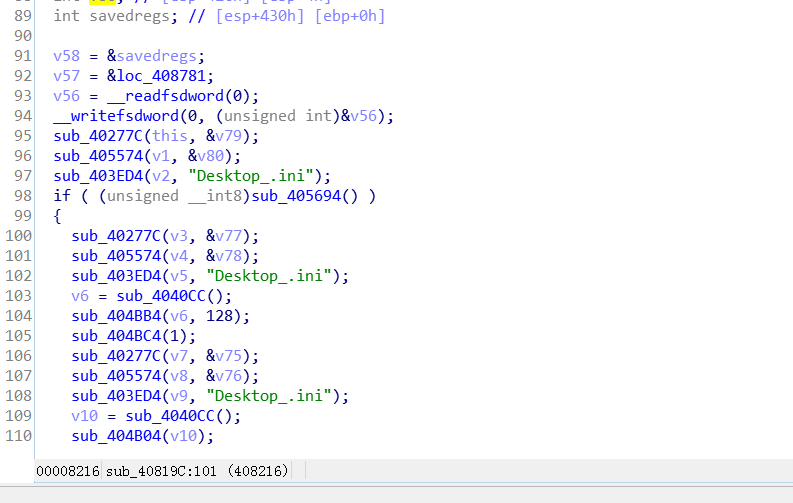 89 int savedregs; // [esp+430h] [ebp+0h]
90
91 v58 = &savedregs;
92 v57 = &loc_408781;
93 v56 = __readfsdword(0);
94 __writefsdword(0, (unsigned int)&v56);
95 sub_40277C(this, &v79);
96 sub_405574(v1, &v80);
97 sub_403ED4(v2, "Desktop_.ini");
98 if ( (unsigned __int8)sub_405694() )
99 {
100 sub_40277C(v3, &v77);
101 sub_405574(v4, &v78);
102 sub_403ED4(v5, "Desktop_.ini");
103 v6 = sub_4040CC();
104 sub_404BB4(v6, 128);
105 sub_404BC4(1);
106 sub_40277C(v7, &v75);
107 sub_405574(v8, &v76);
108 sub_403ED4(v9, "Desktop_.ini");
109 v10 = sub_4040CC();
110 sub_404B04(v10);
00008216 sub_40819C:101 (408216)